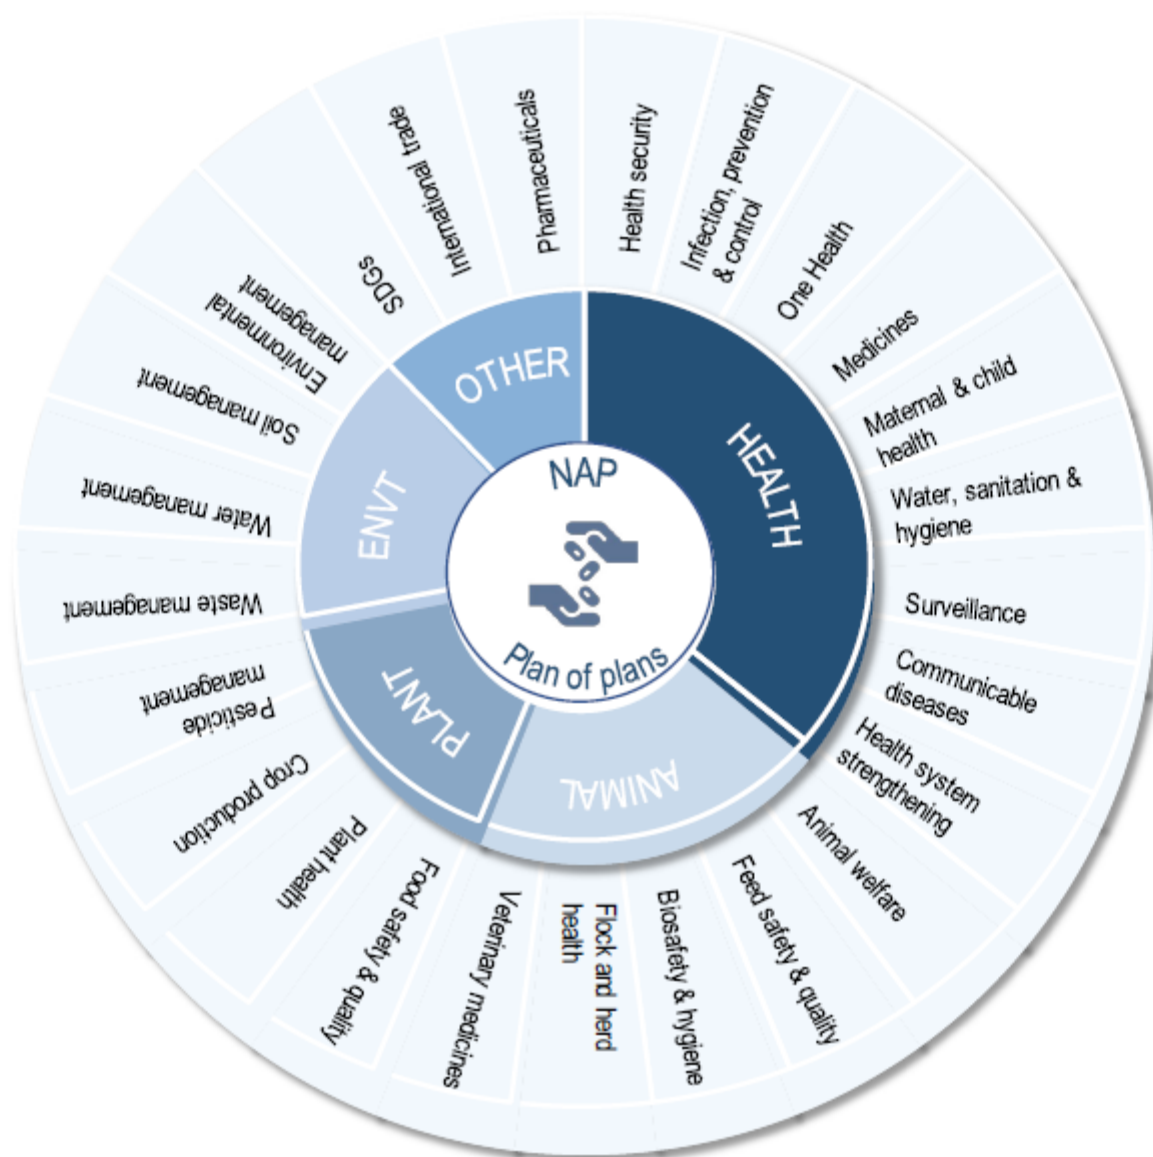 NAP
Plan of plans
HEALTH
ANIMAL
PLANT
ENVT
OTHER
Health security
Infection, prevention
& control
One Health
Medicines
Maternal & child
health
Water, sanitation &
hygiene
Surveillance
Communicable
diseases
Health system
strengthening
Animal welfare
Feed safety & quality
Biosafety & hygiene
Flock and herd
health
Veterinary medicines
Food safety & quality
Plant health
Crop production
Pesticide
management
Waste management
Water management
Soil management
Environmental
management
SDGs
International trade
Pharmaceuticals